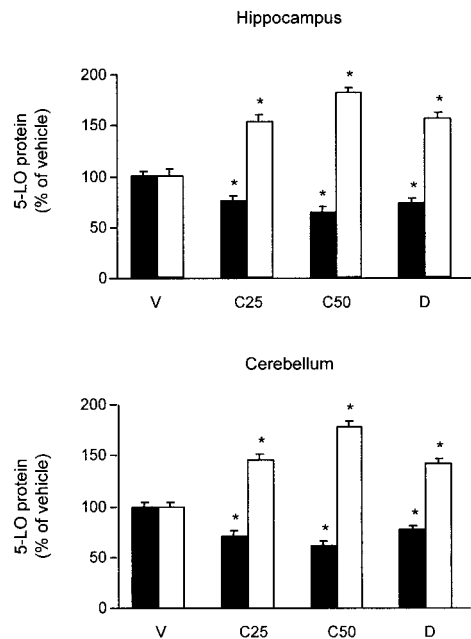 Hippocampus
200
150
100
50
0
5-LO protein
(% of vehicle)
* * * * * *
V C25 C50 D
Cerebellum
200
150
100
50
0
5-LO protein
(% of vehicle)
* * * * * *
V C25 C50 D